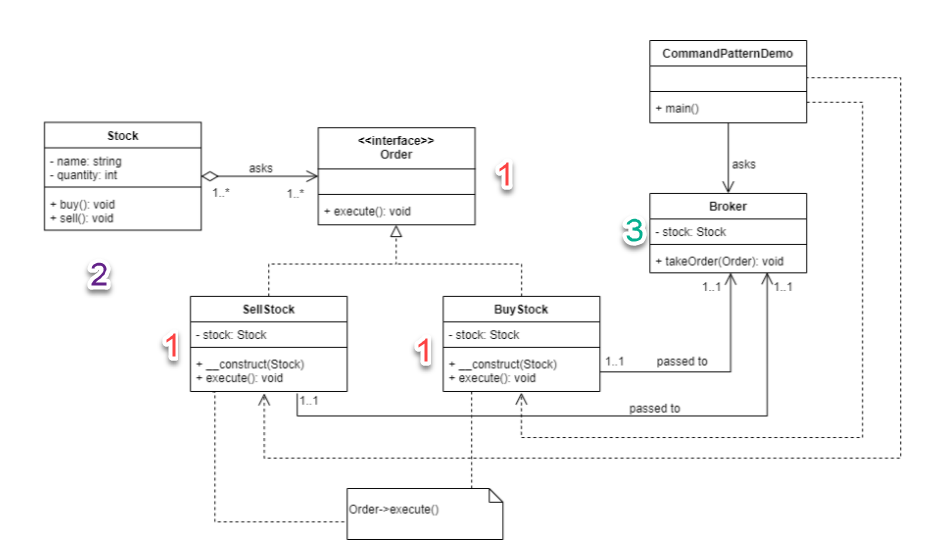 CommandPatternDemo
+ main()
Stock
- name: string
- quantity: int
+ buy(): void
+ sell(): void
asks
1..*
1..*
<<interface>>
Order
+ execute(): void
1
asks
Broker
- stock: Stock
+ takeOrder(Order): void
3
2
1..1
1..1
SellStock
- stock: Stock
+ __construct(Stock)
+ execute(): void
1
BuyStock
- stock: Stock
+ __construct(Stock)
+ execute(): void
1
1..1
passed to
1..1
passed to
Order->execute()